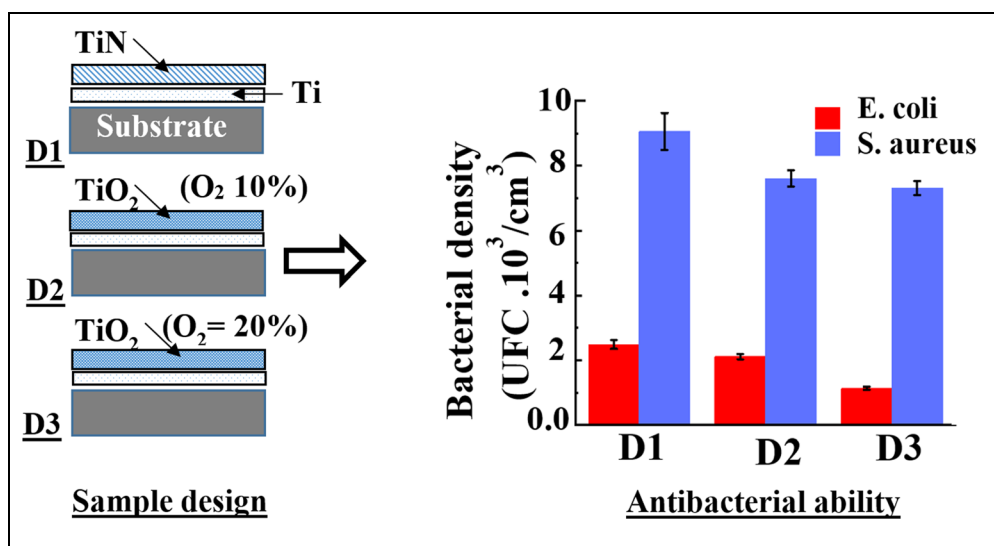 TiN
Ti
Substrate
D1
TiO₂ (O₂ 10%)
D2
TiO₂ (O₂= 20%)
D3
Sample design
Bacterial density
(UFC .10³/cm³)
10
8
6
4
2
0.0
E. coli
S. aureus
D1
D2
D3
Antibacterial ability